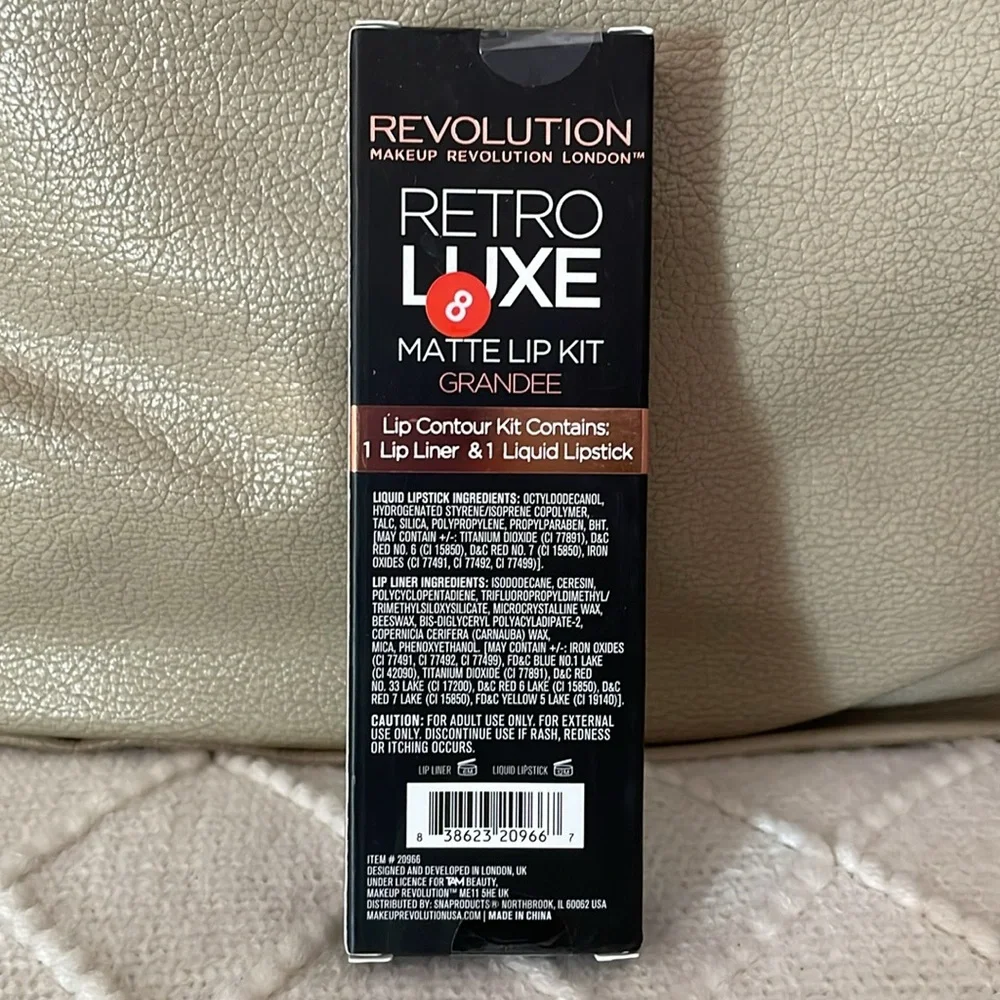 REVOLUTION
MAKEUP REVOLUTION LONDON™
RETRO
LUXE
8
MATTE LIP KIT
GRANDEE
Lip Contour Kit Contains:
1 Lip Liner & 1 Liquid Lipstick
LIQUID LIPSTICK INGREDIENTS: OCTYLDODECANOL,
HYDROGENATED STYRENE/ISOPRENE COPOLYMER,
TALC, SILICA, POLYPROPYLENE, PROPYLPARABEN, BHT.
[MAY CONTAIN +/-: TITANIUM DIOXIDE (CI 77891), D&C
RED NO. 6 (CI 15850), D&C RED NO. 7 (CI 15850), IRON
OXIDES (CI 77491, CI 77492, CI 77499)].
LIP LINER INGREDIENTS: ISODODECANE, CERESIN,
POLYCYCLOPENTADIENE, TRIFLUOROPROPYLDIMETHYL/
TRIMETHYLSILOXYSILICATE, MICROCRYSTALLINE WAX,
BEESWAX, BIS-DIGLYCERYL POLYACYLADIPATE-2,
COPERNICIA CERIFERA (CARNAUBA) WAX,
MICA, PHENOXYETHANOL. [MAY CONTAIN +/-: IRON OXIDES
(CI 77491, CI 77492, CI 77499), FD&C BLUE NO.1 LAKE
(CI 42090), TITANIUM DIOXIDE (CI 77891), D&C RED
NO. 33 LAKE (CI 17200), D&C RED 6 LAKE (CI 15850), D&C
RED 7 LAKE (CI 15850), FD&C YELLOW 5 LAKE (CI 19140)].
CAUTION: FOR ADULT USE ONLY. FOR EXTERNAL
USE ONLY. DISCONTINUE USE IF RASH, REDNESS
OR ITCHING OCCURS.
LIP LINER LIQUID LIPSTICK 12M
8 38623 20966 7
ITEM # 20966
DESIGNED AND DEVELOPED IN LONDON, UK
UNDER LICENCE FOR TAM BEAUTY,
MAKEUP REVOLUTION™ ME11 5HE UK
DISTRIBUTED BY: SNAPRODUCTS® NORTHBROOK, IL 60062 USA
MAKEUPREVOLUTIONUSA.COM | MADE IN CHINA